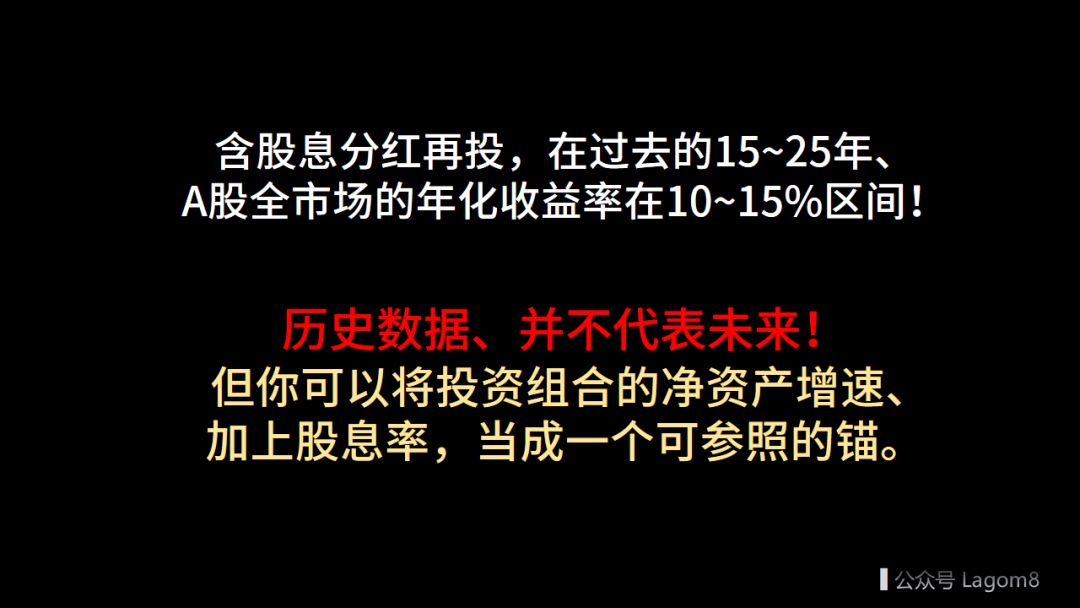 含股息分红再投，在过去的15~25年、
A股全市场的年化收益率在10~15%区间！
历史数据、并不代表未来！
但你可以将投资组合的净资产增速、
加上股息率，当成一个可参照的锚。
公众号 Lagom8